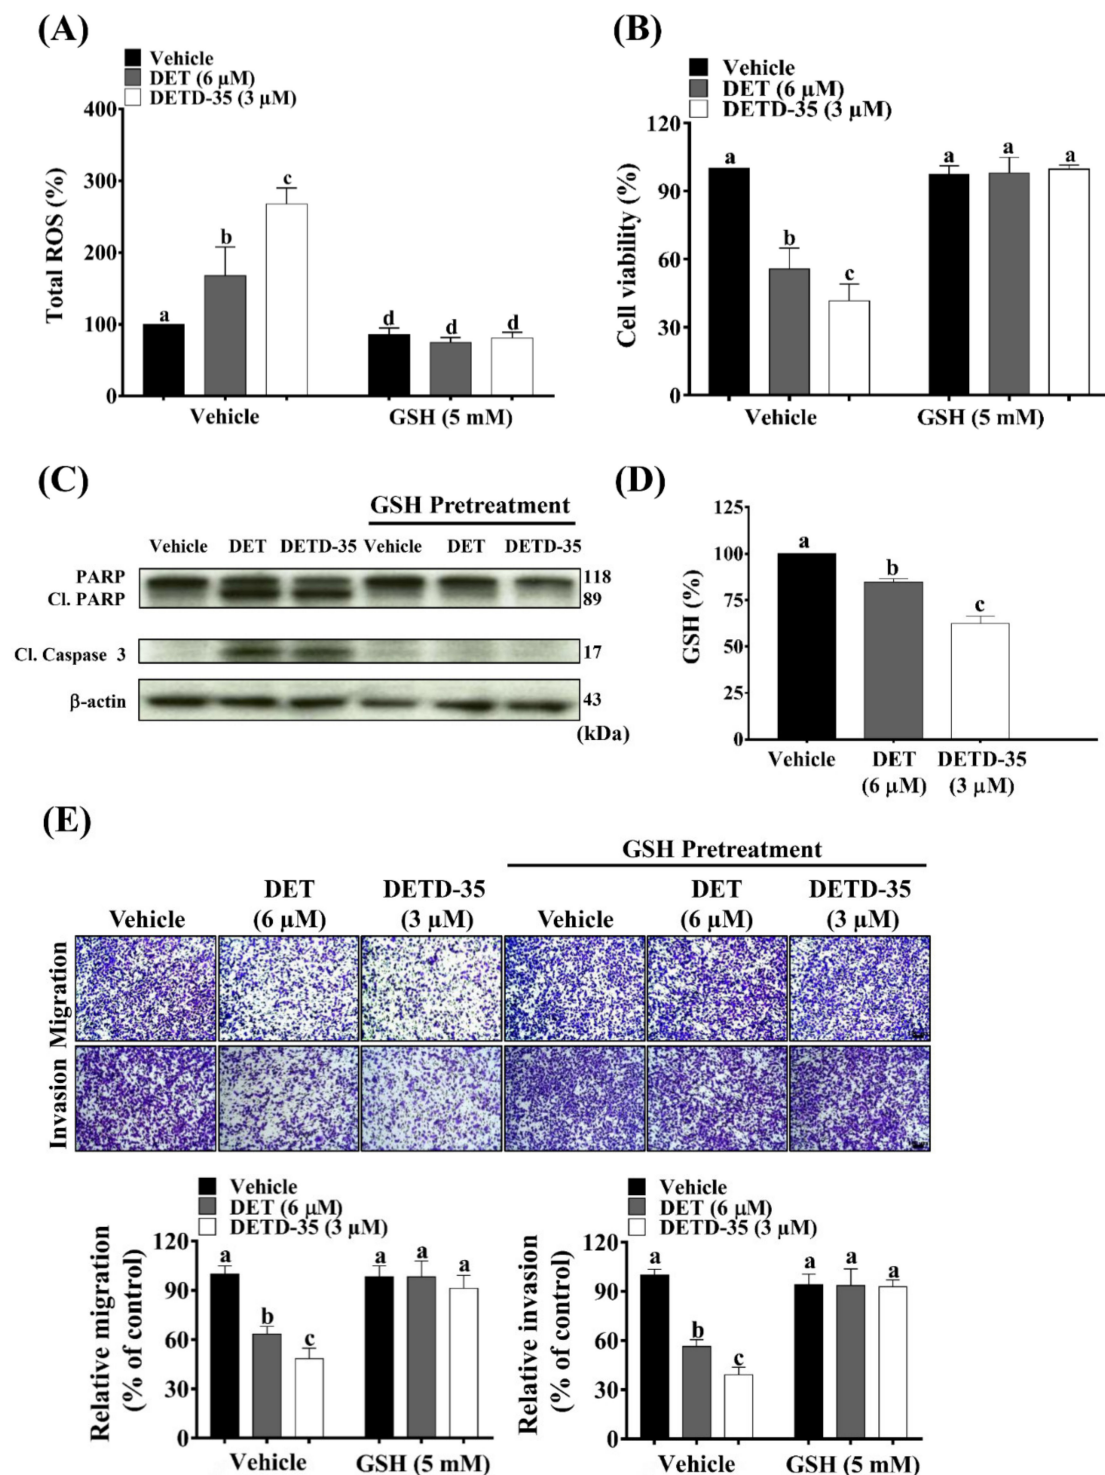 (A)
Vehicle
DET (6 μM)
DETD-35 (3 μM)
Total ROS (%)
400
300
200
100
0
a
b
c
d
d
d
Vehicle
GSH (5 mM)
(B)
Vehicle
DET (6 μM)
DETD-35 (3 μM)
Cell viability (%)
120
90
60
30
0
a
b
c
a
a
a
Vehicle
GSH (5 mM)
(C)
GSH Pretreatment
Vehicle DET DETD-35 Vehicle DET DETD-35
PARP 118
Cl. PARP 89
Cl. Caspase 3 17
β-actin 43
(kDa)
(D)
GSH (%)
125
100
75
50
25
0
a
b
c
Vehicle DET DETD-35
(6 μM) (3 μM)
(E)
GSH Pretreatment
DET DETD-35 DET DETD-35
Vehicle (6 μM) (3 μM) Vehicle (6 μM) (3 μM)
Migration
Invasion
Vehicle
DET (6 μM)
DETD-35 (3 μM)
Relative migration
(% of control)
120
90
60
30
0
a
b
c
a
a
a
Vehicle
GSH (5 mM)
Vehicle
DET (6 μM)
DETD-35 (3 μM)
Relative invasion
(% of control)
120
90
60
30
0
a
b
c
a
a
a
Vehicle
GSH (5 mM)